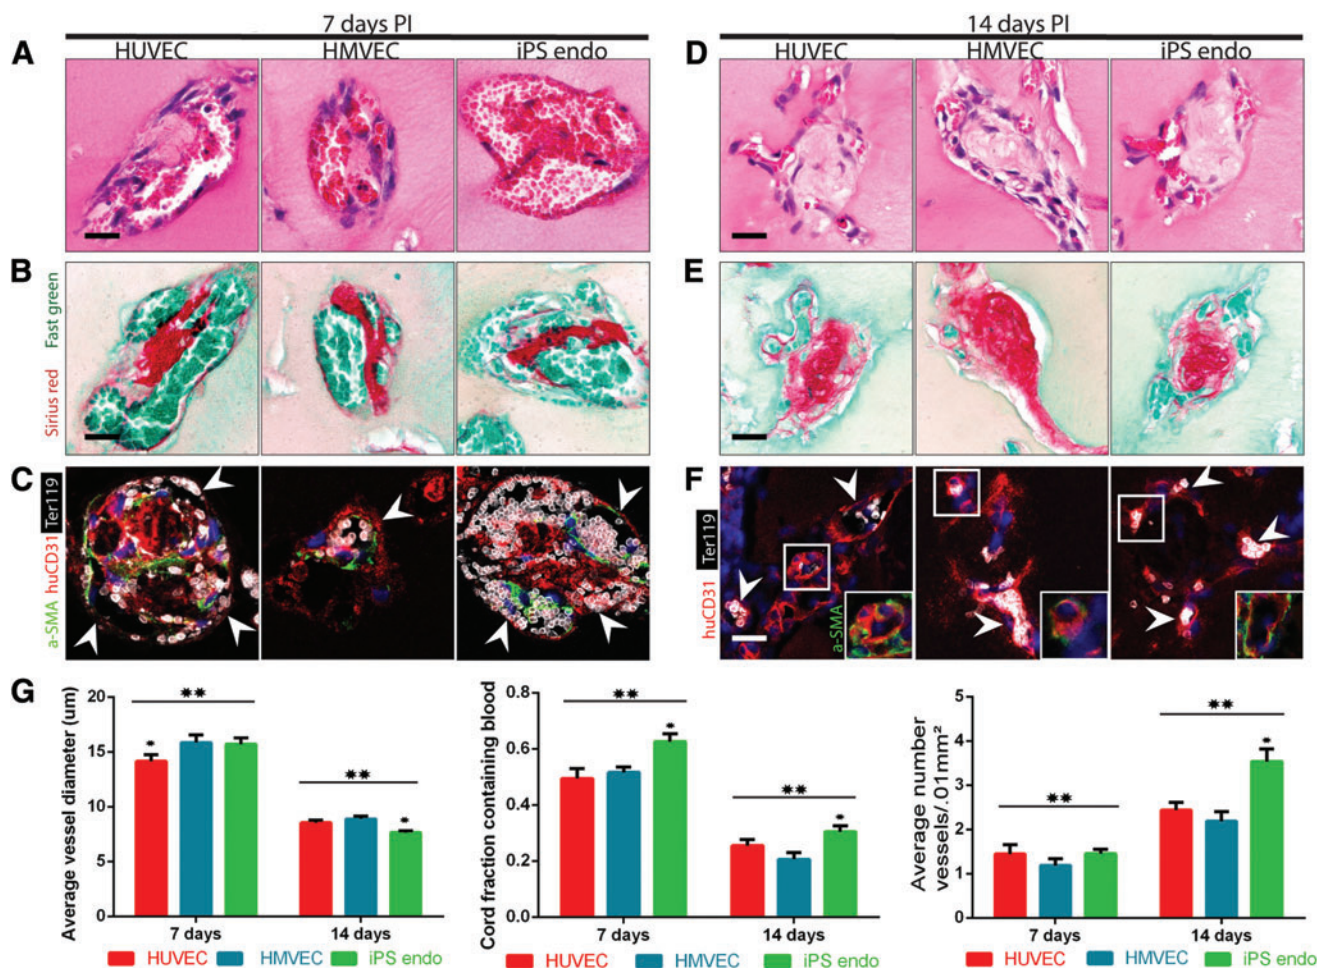 7 days PI
14 days PI
A HUVEC HMVEC iPS endo
D HUVEC HMVEC iPS endo
B
Sirius red Fast green
E
C
a-SMA huCD31 Ter119
F
huCD31 Ter119
a-SMA
G
Average vessel diameter (um)
20
15
10
5
0
**
*
**
*
7 days 14 days
HUVEC HMVEC iPS endo
Cord fraction containing blood
0.8
0.6
0.4
0.2
0.0
**
*
**
*
7 days 14 days
HUVEC HMVEC iPS endo
Average number
vessels/.01mm²
5
4
3
2
1
0
**
**
*
7 days 14 days
HUVEC HMVEC iPS endo